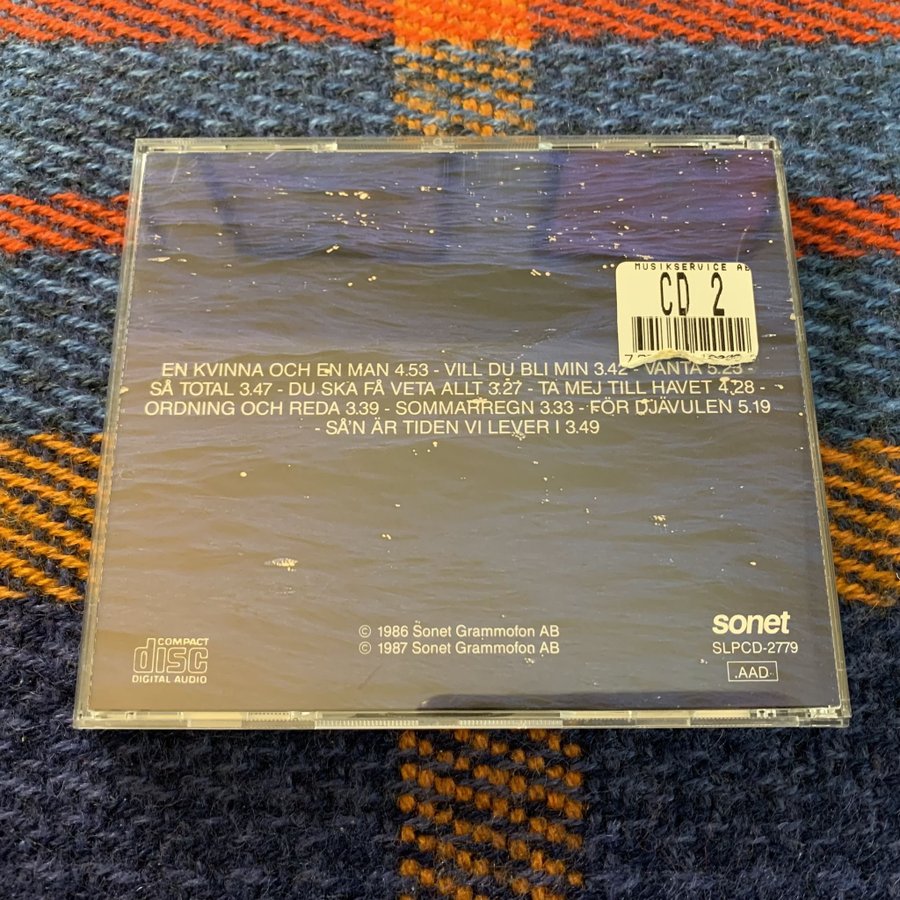 MUSIKSERVICE AB
CD 2
EN KVINNA OCH EN MAN 4.53 - VILL DU BLI MIN 3.42 - VÄNTA 5.23 -
SÅ TOTAL 3.47 - DU SKA FÅ VETA ALLT 3.27 - TA MEJ TILL HAVET 4.28 -
ORDNING OCH REDA 3.39 - SOMMARREGN 3.33 - FÖR DJÄVULEN 5.19
- SÅ'N ÄR TIDEN VI LEVER I 3.49
© 1986 Sonet Grammofon AB
© 1987 Sonet Grammofon AB
COMPACT
disc
DIGITAL AUDIO
sonet
SLPCD-2779
AAD